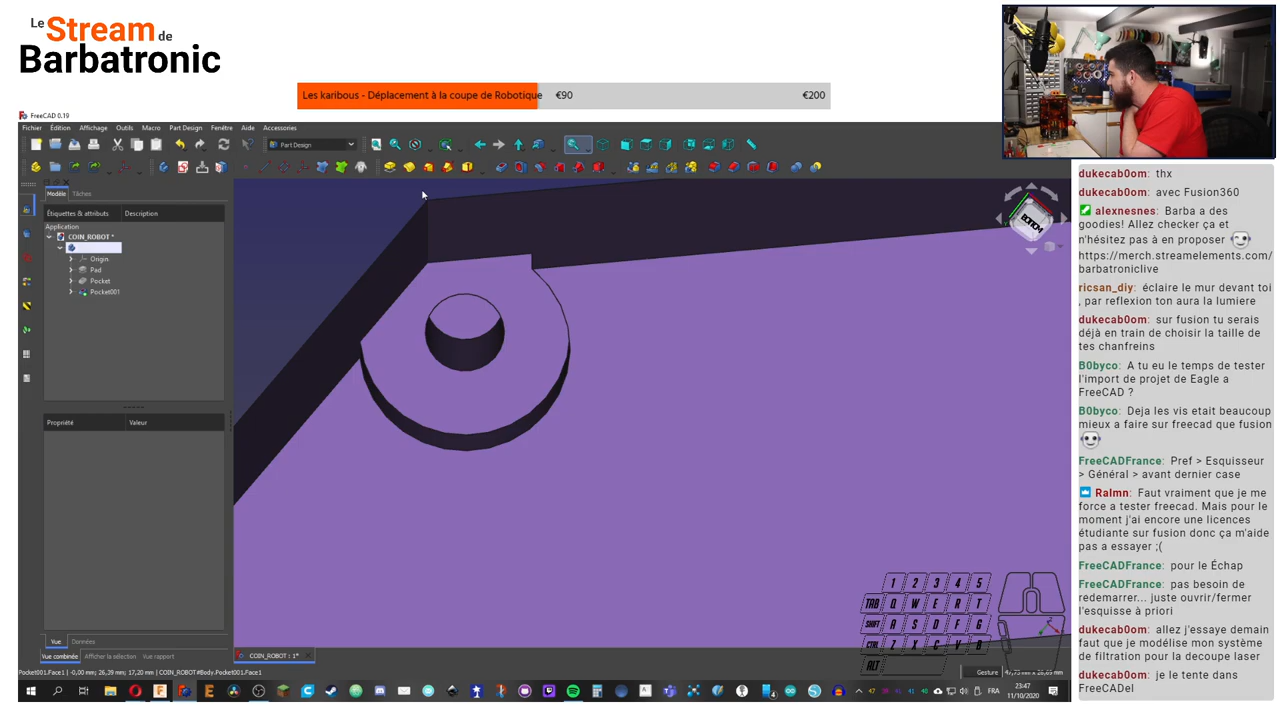 Le Stream de
Barbatronic
Les karibous - Déplacement à la coupe de Robotique €90 €200
FreeCAD 0.19
Fichier Édition Affichage Outils Macro Part Design Fenêtre Aide Accessories
Part Design
Modèle Tâches
Étiquettes & attributs Description
Application
COIN_ROBOT *
Origin
Pad
Pocket
Pocket001
Propriété Valeur
BOTTOM
Vue Données
Vue combinée Afficher la sélection Vue rapport
COIN_ROBOT : 1*
Gesture
1 2 3 4 5
TAB Q W E R T
SHIFT A S D F G
CTRL Z X C V B
ALT
FRA
23:47
11/10/2020
dukecab0om: thx
dukecab0om: avec Fusion360
alexnesnes: Barba a des
goodies! Allez checker ça et
n'hésitez pas à en proposer
https://merch.streamelements.com/
barbatroniclive
ricsan_diy: éclaire le mur devant toi
, par reflexion ton aura la lumiere
dukecab0om: sur fusion tu serais
déjà en train de choisir la taille de
tes chanfreins
B0byco: A tu eu le temps de tester
l'import de projet de Eagle a
FreeCAD ?
B0byco: Deja les vis etait beaucoup
mieux a faire sur freecad que fusion
FreeCADFrance: Pref > Esquisseur
> Général > avant dernier case
Ralmn: Faut vraiment que je me
force a tester freecad. Mais pour le
moment j'ai encore une licences
étudiante sur fusion donc ça m'aide
pas a essayer ;(
FreeCADFrance: pour le Échap
FreeCADFrance: pas besoin de
redemarrer... juste ouvrir/fermer
l'esquisse à priori
dukecab0om: allez j'essaye demain
faut que je modélise mon système
de filtration pour la decoupe laser
dukecab0om: je le tente dans
FreeCADel